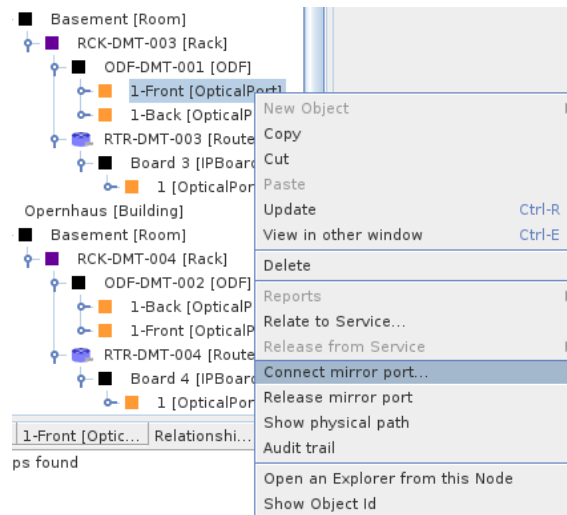 Basement [Room]
RCK-DMT-003 [Rack]
ODF-DMT-001 [ODF]
1-Front [OpticalPort]
1-Back [OpticalP
RTR-DMT-003 [Route
Board 3 [IPBoard
1 [OpticalPor
Opernhaus [Building]
Basement [Room]
RCK-DMT-004 [Rack]
ODF-DMT-002 [ODF]
1-Back [OpticalP
1-Front [OpticalP
RTR-DMT-004 [Route
Board 4 [IPBoard
1 [OpticalPor
1-Front [Optic... Relationshi...
ps found
New Object
Copy
Cut
Paste
Update Ctrl-R
View in other window Ctrl-E
Delete
Reports
Relate to Service...
Release from Service
Connect mirror port...
Release mirror port
Show physical path
Audit trail
Open an Explorer from this Node
Show Object Id